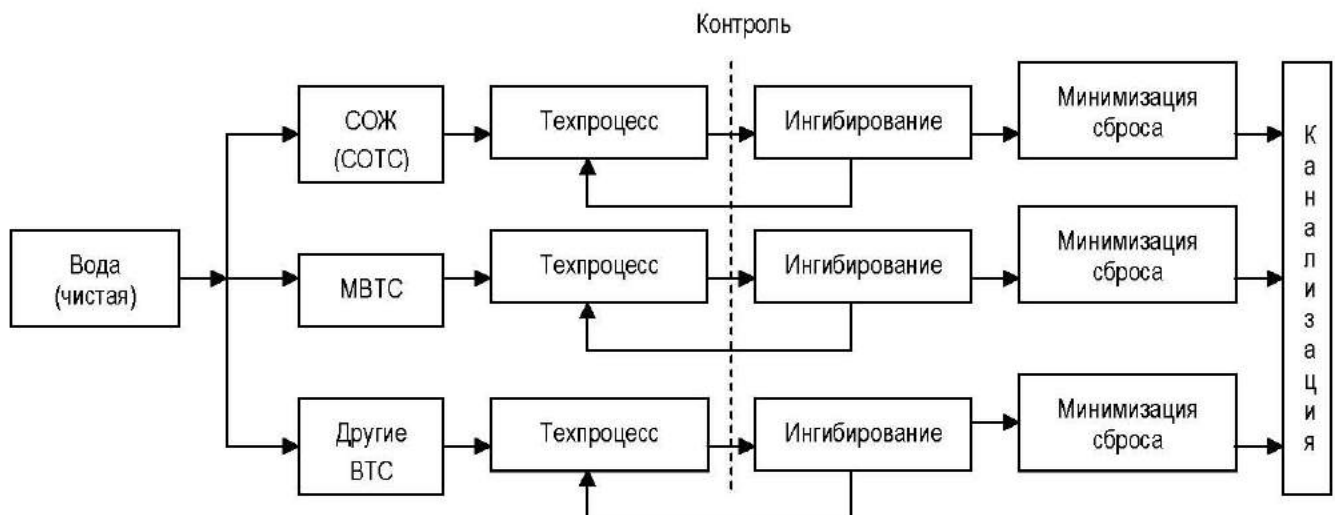 Контроль
СОЖ
(СОТС)
Техпроцесс
Ингибирование
Минимизация
сброса
Вода
(чистая)
МВТС
Техпроцесс
Ингибирование
Минимизация
сброса
Другие
ВТС
Техпроцесс
Ингибирование
Минимизация
сброса
Канализация